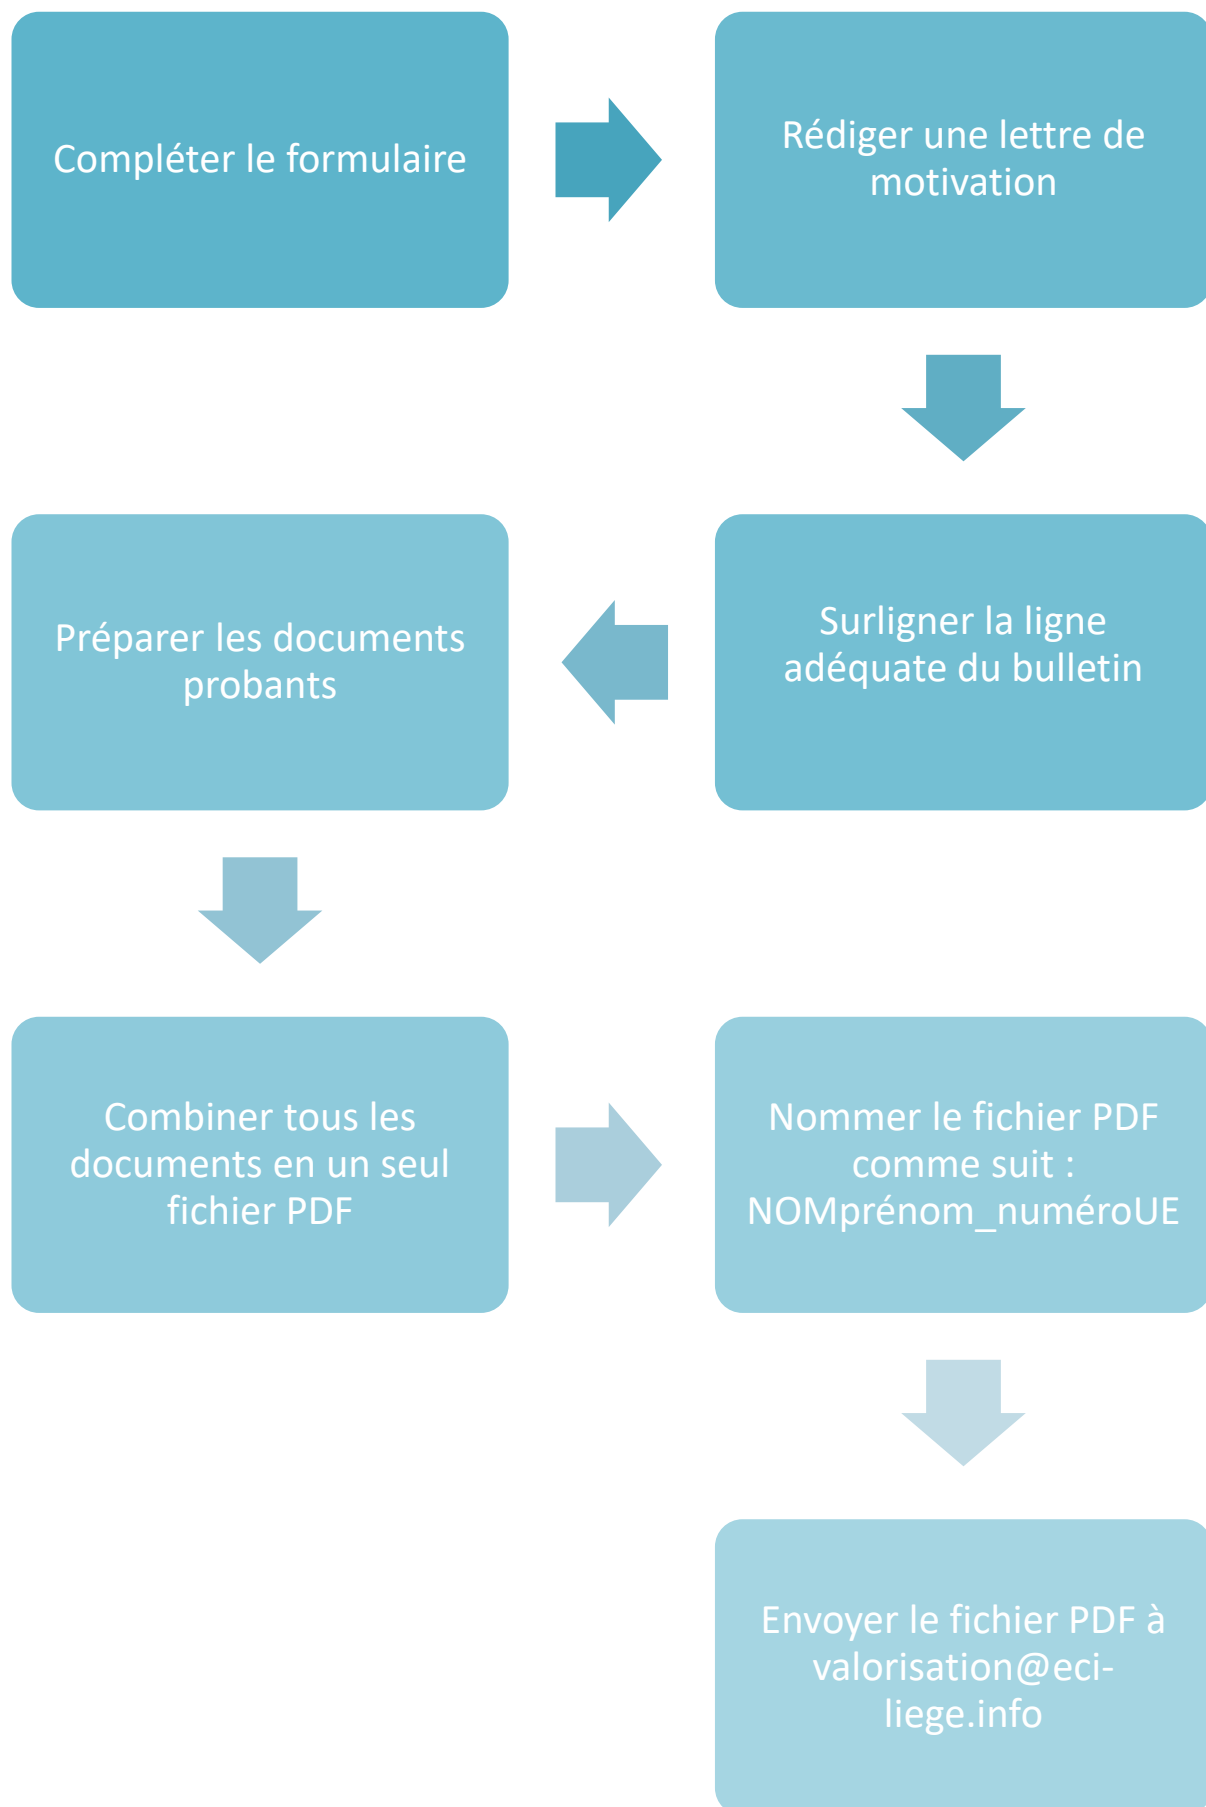 Compléter le formulaire
Rédiger une lettre de
motivation
Surligner la ligne
adéquate du bulletin
Préparer les documents
probants
Combiner tous les
documents en un seul
fichier PDF
Nommer le fichier PDF
comme suit :
NOMprénom_numéroUE
Envoyer le fichier PDF à
valorisation@eci-
liege.info